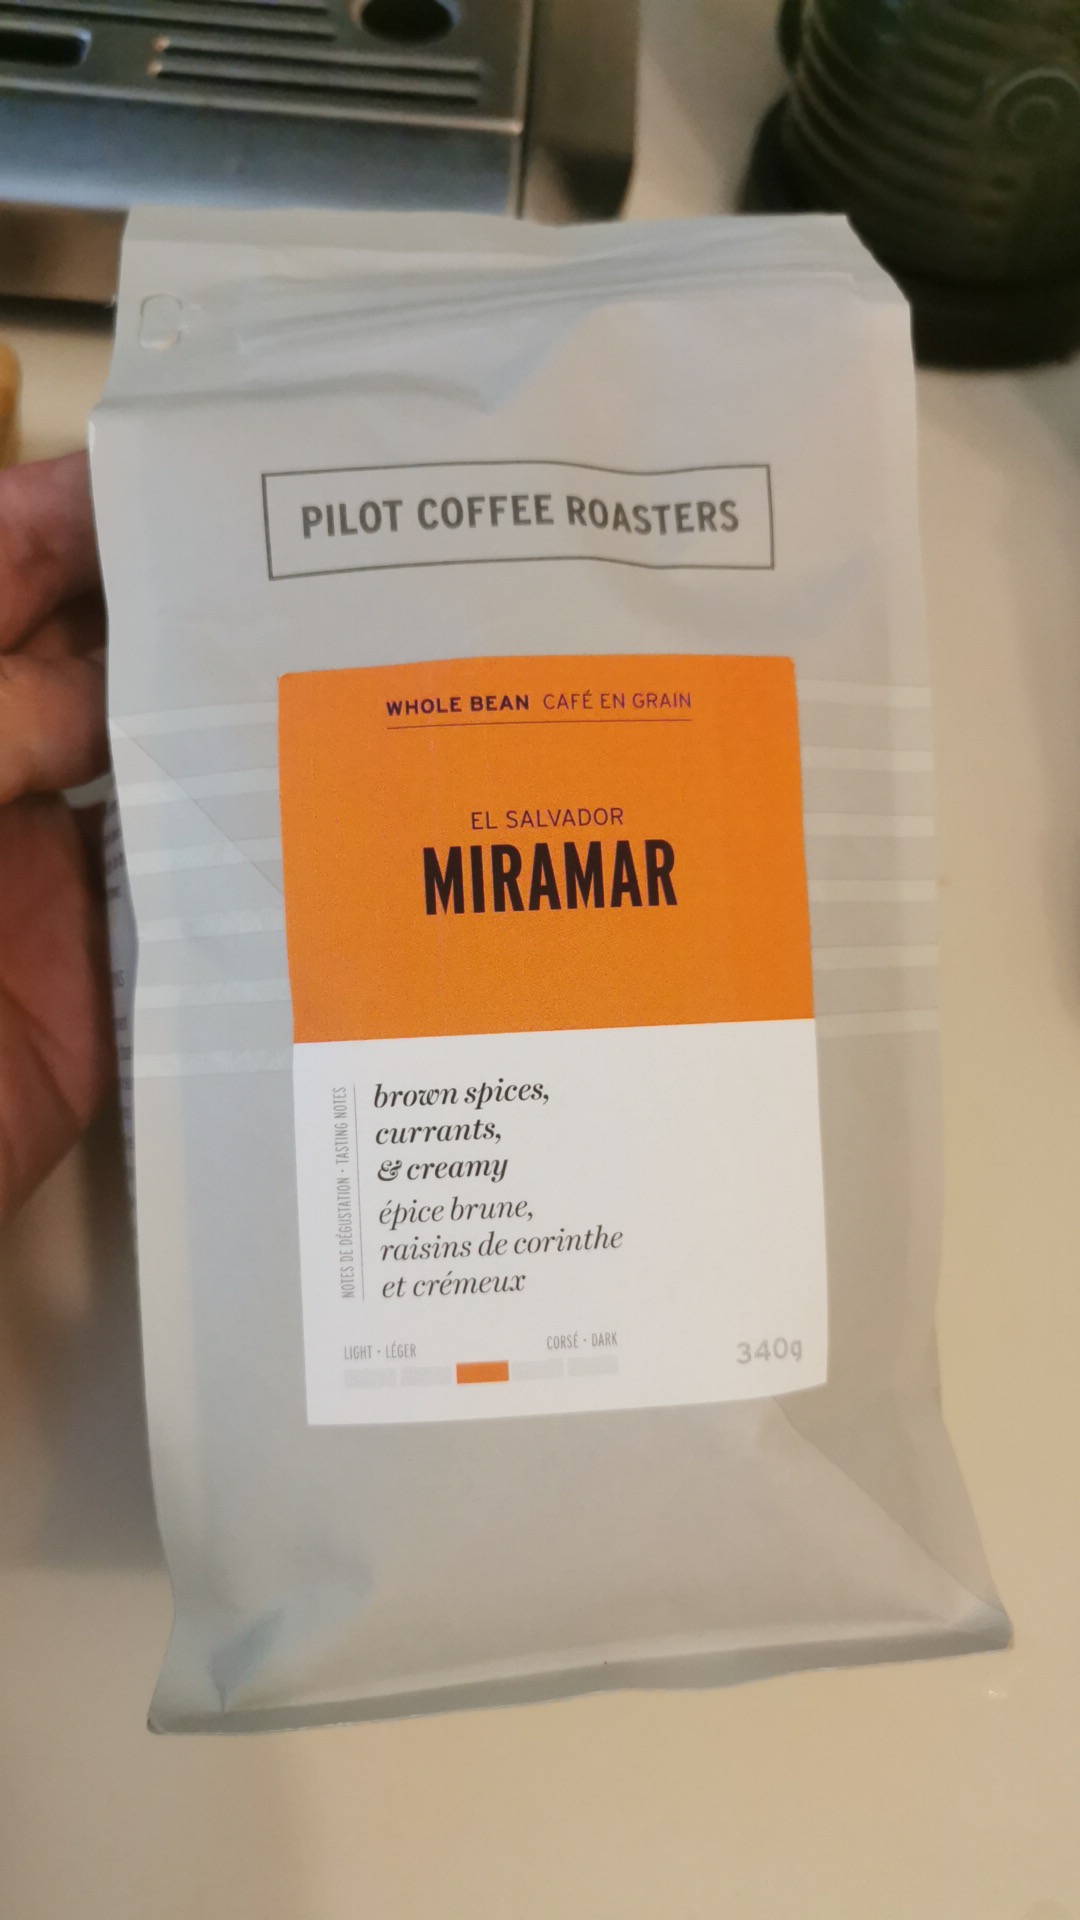 PILOT COFFEE ROASTERS
WHOLE BEAN CAFÉ EN GRAIN
EL SALVADOR
MIRAMAR
NOTES DE DÉGUSTATION · TASTING NOTES
brown spices,
currants,
& creamy
épice brune,
raisins de corinthe
et crémeux
LIGHT · LÉGER
CORSÉ · DARK
340g